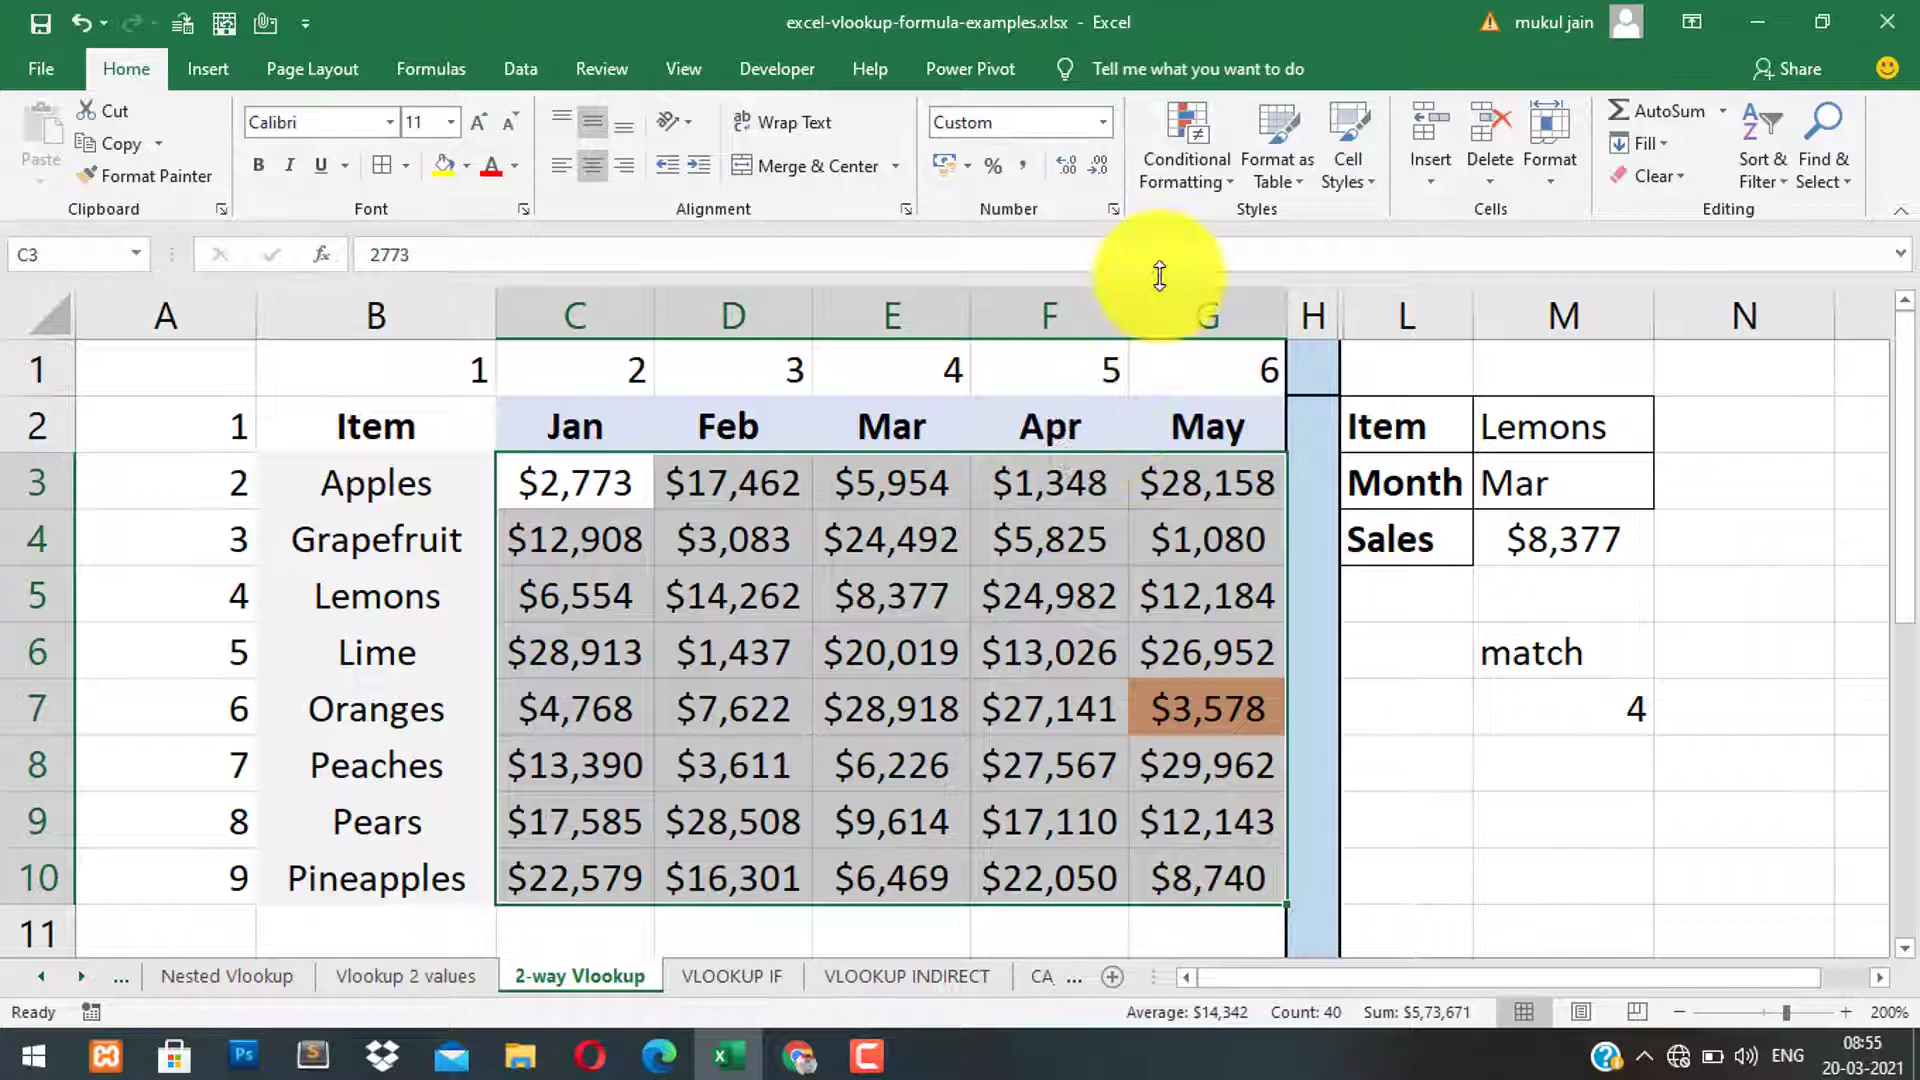 excel-vlookup-formula-examples.xlsx - Excel
mukul jain
File Home Insert Page Layout Formulas Data Review View Developer Help Power Pivot Tell me what you want to do Share
Paste
Cut
Copy
Format Painter
Clipboard
Calibri 11
B I U
Font
Wrap Text
Merge & Center
Alignment
Custom
%
Number
Conditional Formatting
Format as Table
Cell Styles
Styles
Insert
Delete
Format
Cells
AutoSum
Fill
Clear
Sort & Filter
Find & Select
Editing
C3 fx 2773
A B C D E F G H L M N
1 1 2 3 4 5 6
2 1 Item Jan Feb Mar Apr May Item Lemons
3 2 Apples $2,773 $17,462 $5,954 $1,348 $28,158 Month Mar
4 3 Grapefruit $12,908 $3,083 $24,492 $5,825 $1,080 Sales $8,377
5 4 Lemons $6,554 $14,262 $8,377 $24,982 $12,184
6 5 Lime $28,913 $1,437 $20,019 $13,026 $26,952 match
7 6 Oranges $4,768 $7,622 $28,918 $27,141 $3,578 4
8 7 Peaches $13,390 $3,611 $6,226 $27,567 $29,962
9 8 Pears $17,585 $28,508 $9,614 $17,110 $12,143
10 9 Pineapples $22,579 $16,301 $6,469 $22,050 $8,740
11
... Nested Vlookup Vlookup 2 values 2-way Vlookup VLOOKUP IF VLOOKUP INDIRECT CA ...
Ready Average: $14,342 Count: 40 Sum: $5,73,671 200%
Ps S ENG 08:55
20-03-2021